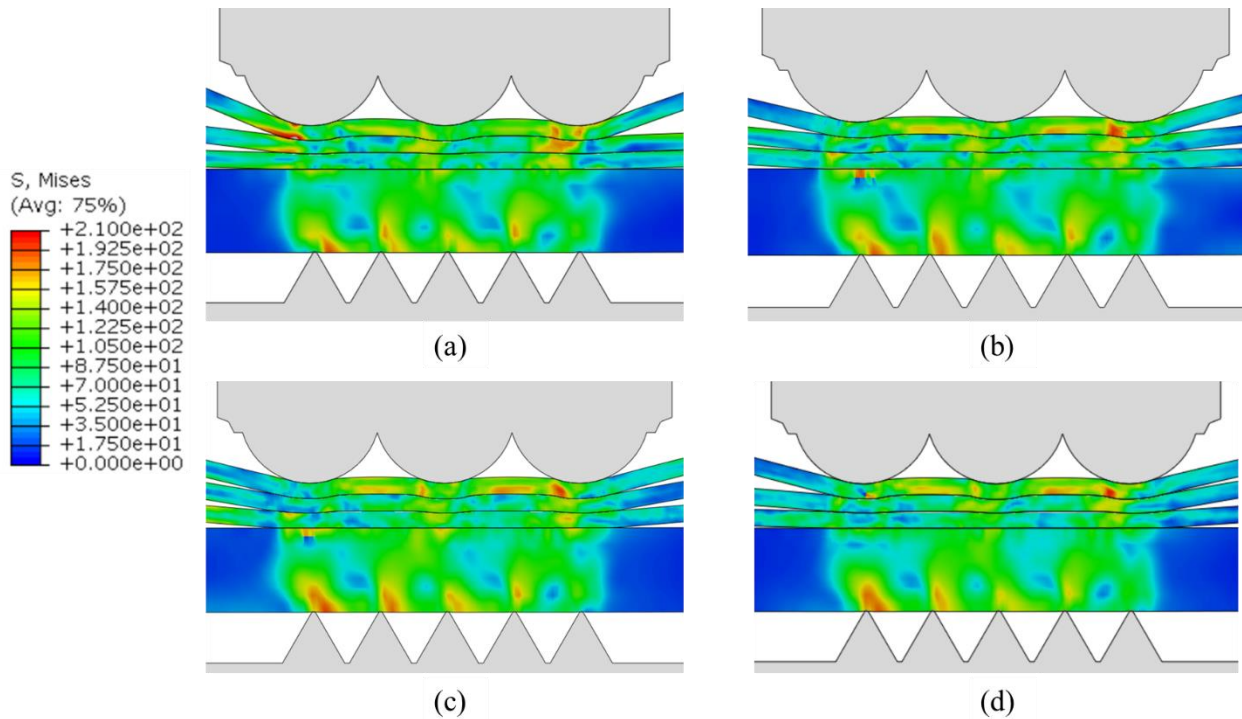 S, Mises
(Avg: 75%)
+2.100e+02
+1.925e+02
+1.750e+02
+1.575e+02
+1.400e+02
+1.225e+02
+1.050e+02
+8.750e+01
+7.000e+01
+5.250e+01
+3.500e+01
+1.750e+01
+0.000e+00
(a)
(b)
(c)
(d)